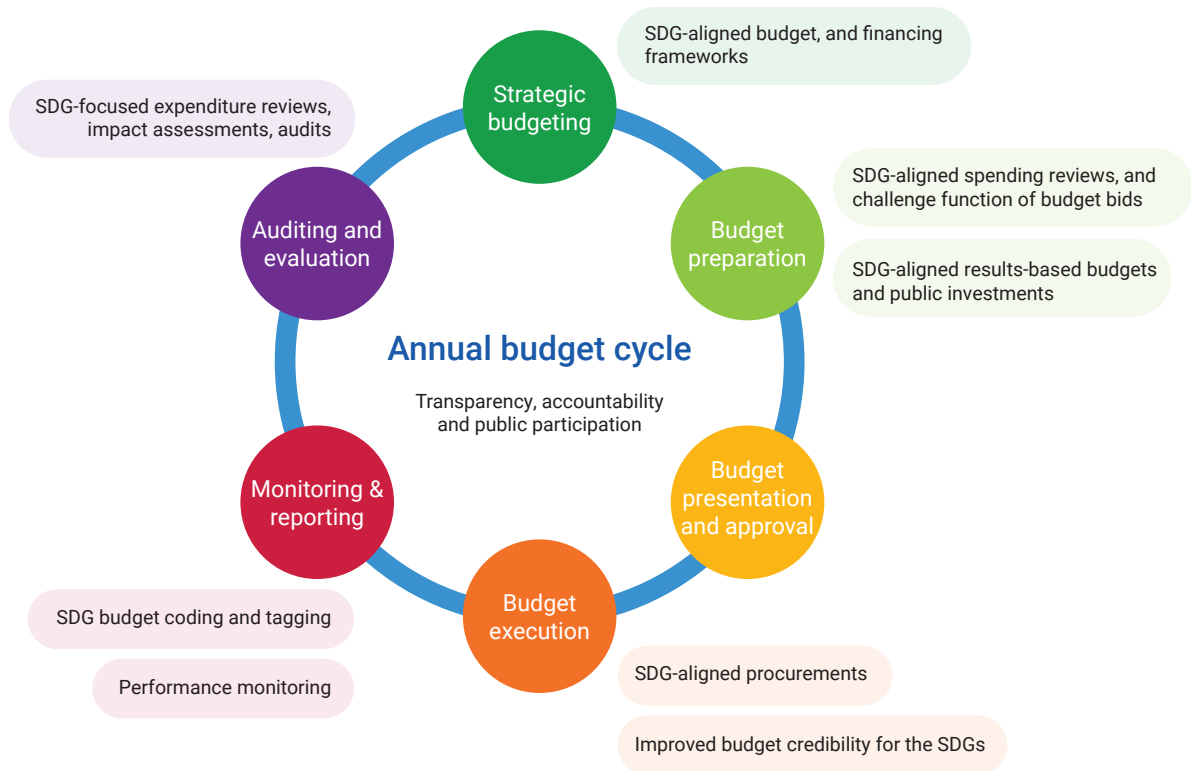 SDG-aligned budget, and financing
frameworks
Strategic
budgeting
SDG-focused expenditure reviews,
impact assessments, audits
SDG-aligned spending reviews, and
challenge function of budget bids
Auditing and
evaluation
Budget
preparation
SDG-aligned results-based budgets
and public investments
Annual budget cycle
Transparency, accountability
and public participation
Monitoring &
reporting
Budget
presentation
and approval
Budget
execution
SDG budget coding and tagging
Performance monitoring
SDG-aligned procurements
Improved budget credibility for the SDGs